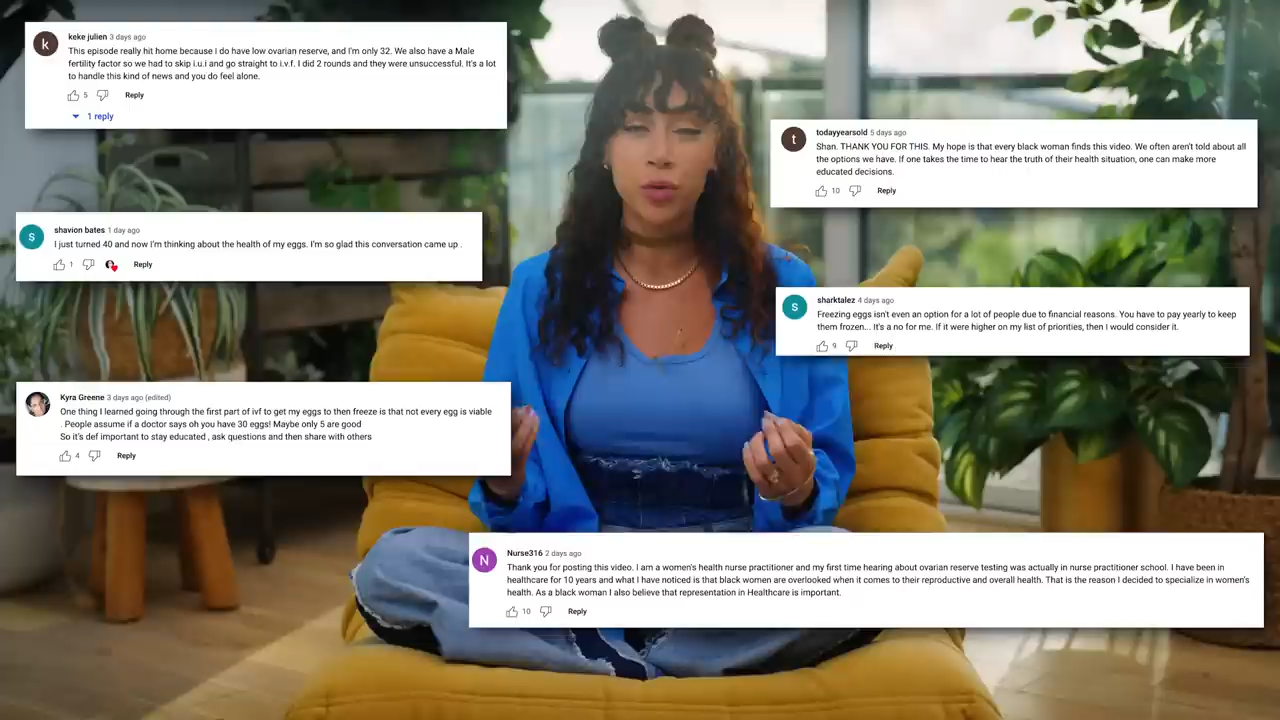 k
keke julien 3 days ago
This episode really hit home because I do have low ovarian reserve, and I'm only 32. We also have a Male
fertility factor so we had to skip i.u.i and go straight to i.v.f. I did 2 rounds and they were unsuccessful. It's a lot
to handle this kind of news and you do feel alone.
5 Reply
1 reply
t
todayyearsold 5 days ago
Shan. THANK YOU FOR THIS. My hope is that every black woman finds this video. We often aren't told about all
the options we have. If one takes the time to hear the truth of their health situation, one can make more
educated decisions.
10 Reply
S
shavion bates 1 day ago
I just turned 40 and now I'm thinking about the health of my eggs. I'm so glad this conversation came up .
1 Reply
S
sharktalez 4 days ago
Freezing eggs isn't even an option for a lot of people due to financial reasons. You have to pay yearly to keep
them frozen... It's a no for me. If it were higher on my list of priorities, then I would consider it.
9 Reply
Kyra Greene 3 days ago (edited)
One thing I learned going through the first part of ivf to get my eggs to then freeze is that not every egg is viable
. People assume if a doctor says oh you have 30 eggs! Maybe only 5 are good
So it's def important to stay educated , ask questions and then share with others
4 Reply
N
Nurse316 2 days ago
Thank you for posting this video. I am a women's health nurse practitioner and my first time hearing about ovarian reserve testing was actually in nurse practitioner school. I have been in
healthcare for 10 years and what I have noticed is that black women are overlooked when it comes to their reproductive and overall health. That is the reason I decided to specialize in women's
health. As a black woman I also believe that representation in Healthcare is important.
10 Reply